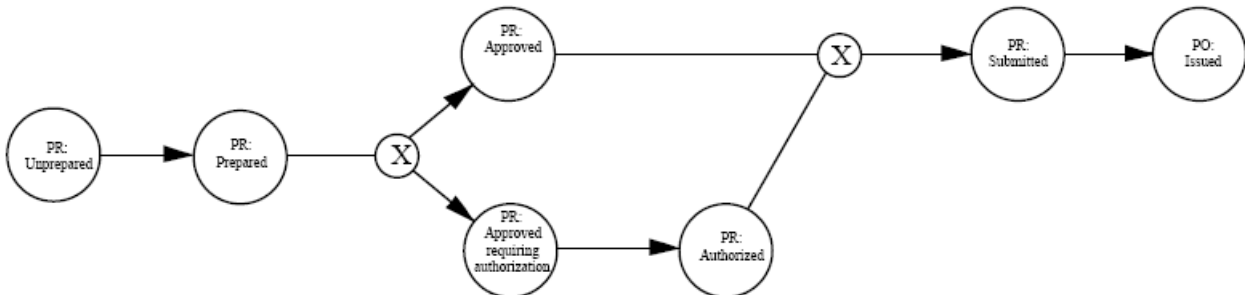 PR:
Unprepared
PR:
Prepared
X
PR:
Approved
PR:
Approved
requiring
authorization
PR:
Authorized
X
PR:
Submitted
PO:
Issued